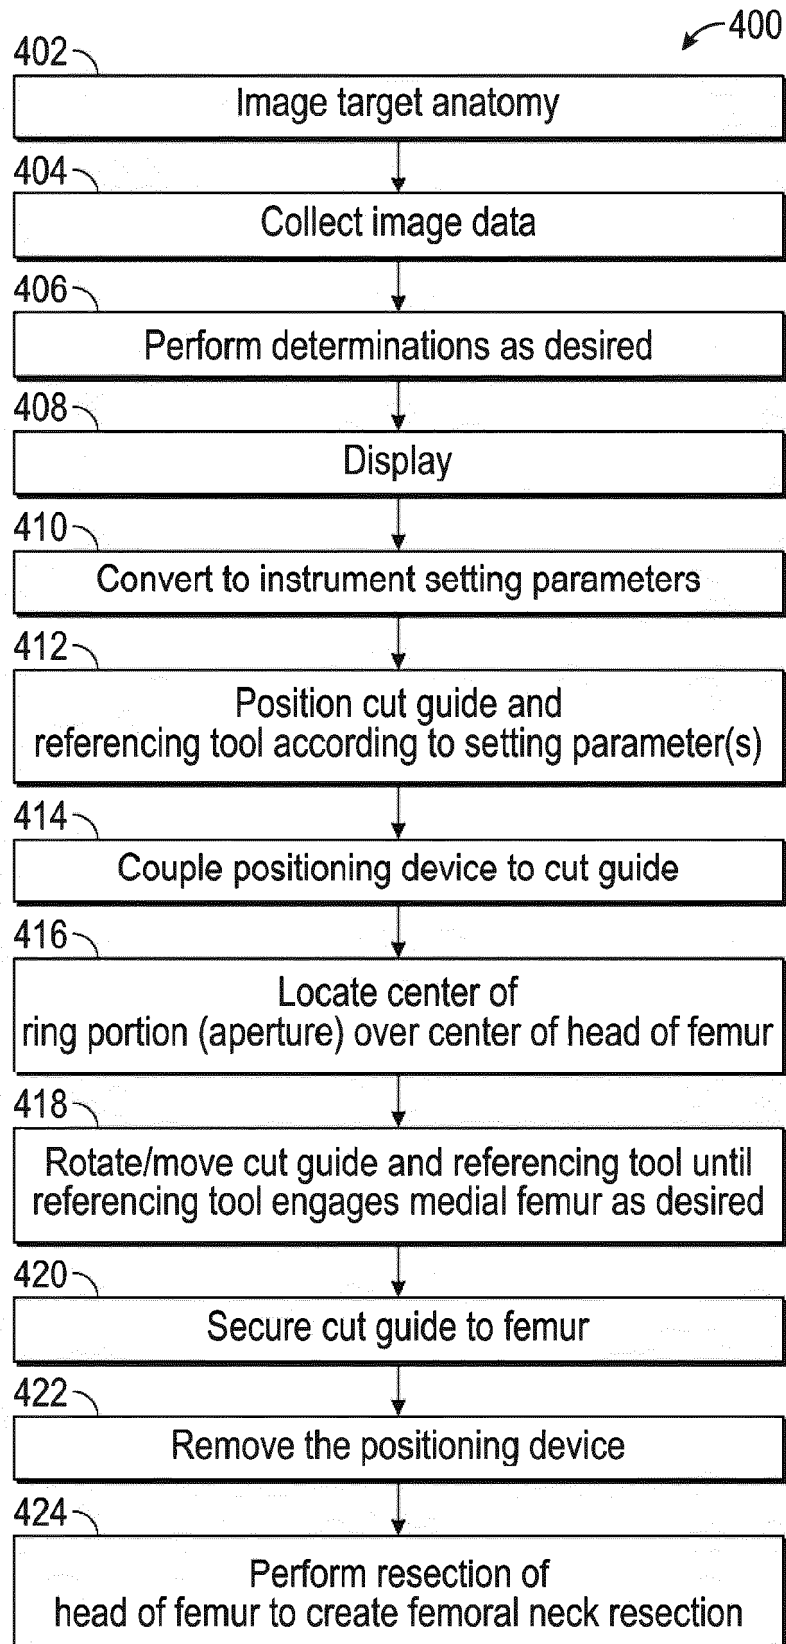 400
402
Image target anatomy
404
Collect image data
406
Perform determinations as desired
408
Display
410
Convert to instrument setting parameters
412
Position cut guide and
referencing tool according to setting parameter(s)
414
Couple positioning device to cut guide
416
Locate center of
ring portion (aperture) over center of head of femur
418
Rotate/move cut guide and referencing tool until
referencing tool engages medial femur as desired
420
Secure cut guide to femur
422
Remove the positioning device
424
Perform resection of
head of femur to create femoral neck resection